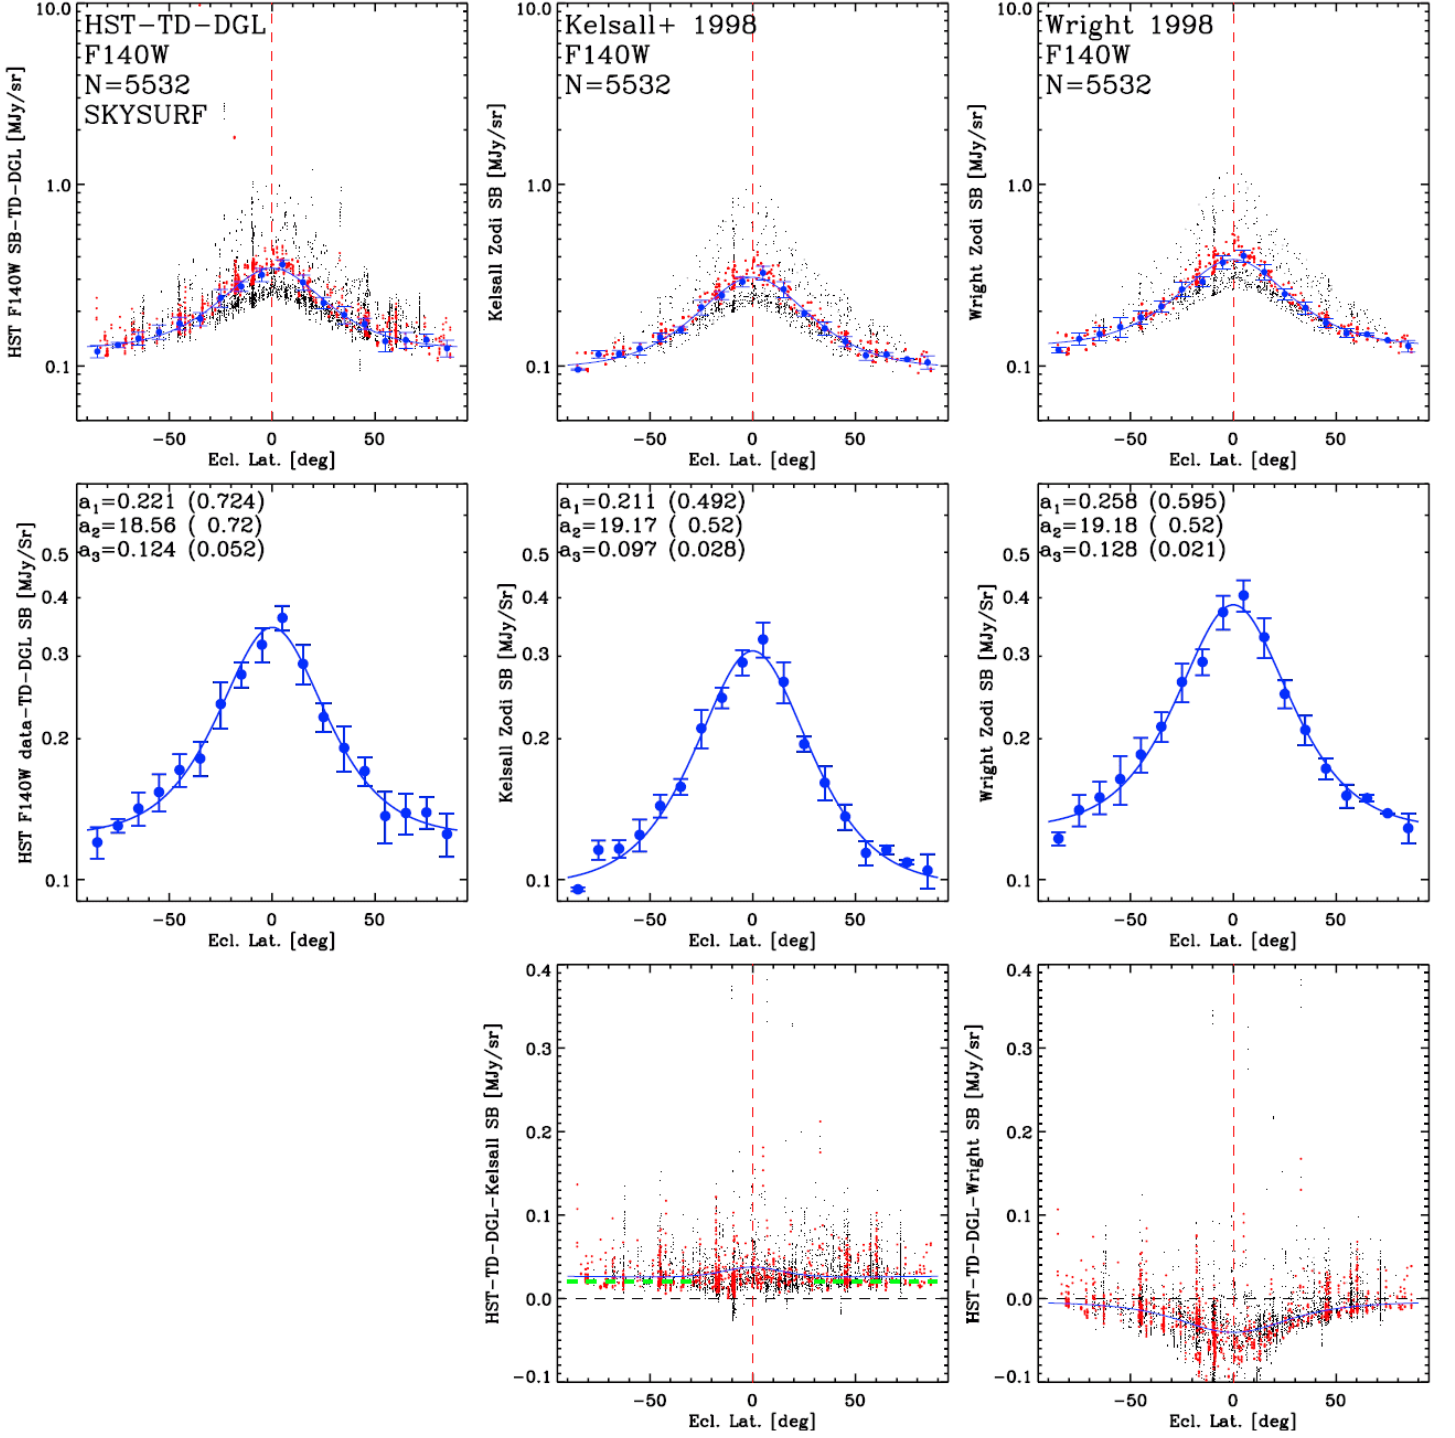 HST−TD−DGL
F140W
N=5532
SKYSURF
HST F140W SB−TD−DGL [MJy/sr]
10.0
1.0
0.1
−50
0
50
Ecl. Lat. [deg]
Kelsall+ 1998
F140W
N=5532
Kelsall Zodi SB [MJy/sr]
10.0
1.0
0.1
−50
0
50
Ecl. Lat. [deg]
Wright 1998
F140W
N=5532
Wright Zodi SB [MJy/sr]
10.0
1.0
0.1
−50
0
50
Ecl. Lat. [deg]
a1=0.221 (0.724)
a2=18.56 ( 0.72)
a3=0.124 (0.052)
HST F140W data−TD−DGL SB [MJy/Sr]
0.5
0.4
0.3
0.2
0.1
−50
0
50
Ecl. Lat. [deg]
a1=0.211 (0.492)
a2=19.17 ( 0.52)
a3=0.097 (0.028)
Kelsall Zodi SB [MJy/Sr]
0.5
0.4
0.3
0.2
0.1
−50
0
50
Ecl. Lat. [deg]
a1=0.258 (0.595)
a2=19.18 ( 0.52)
a3=0.128 (0.021)
Wright Zodi SB [MJy/Sr]
0.5
0.4
0.3
0.2
0.1
−50
0
50
Ecl. Lat. [deg]
HST−TD−DGL−Kelsall SB [MJy/sr]
0.4
0.3
0.2
0.1
0.0
−0.1
−50
0
50
Ecl. Lat. [deg]
HST−TD−DGL−Wright SB [MJy/sr]
0.4
0.3
0.2
0.1
0.0
−0.1
−50
0
50
Ecl. Lat. [deg]